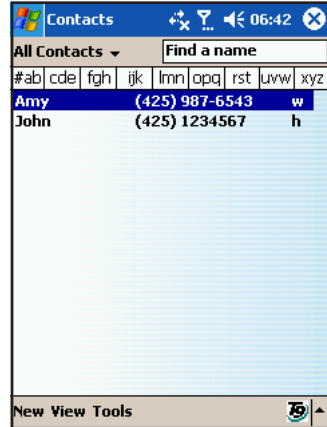 Contacts 06:42
All Contacts Find a name
#ab cde fgh ijk lmn opq rst uvw xyz
Amy (425) 987-6543 w
John (425) 1234567 h
New View Tools T9